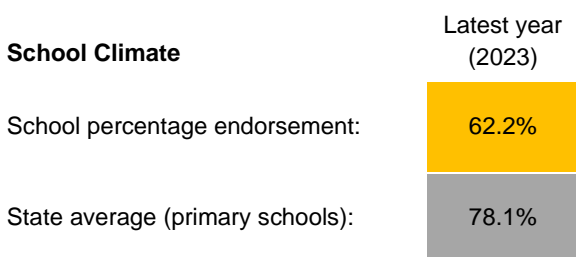 School Climate
Latest year
(2023)
School percentage endorsement:
62.2%
State average (primary schools):
78.1%